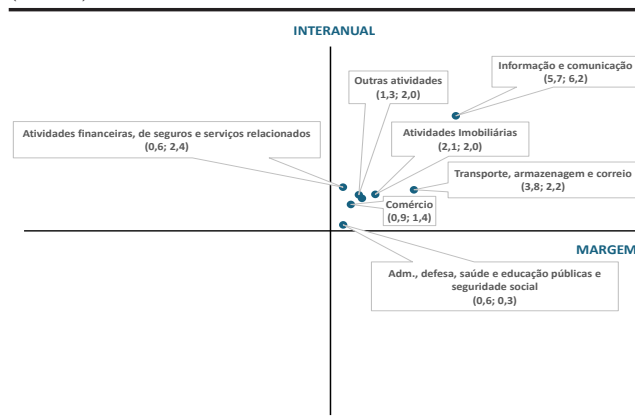 INTERANUAL
Informação e comunicação
(5,7; 6,2)
Outras atividades
(1,3; 2,0)
Atividades financeiras, de seguros e serviços relacionados
(0,6; 2,4)
Atividades Imobiliárias
(2,1; 2,0)
Transporte, armazenagem e correio
(3,8; 2,2)
Comércio
(0,9; 1,4)
MARGEM
Adm., defesa, saúde e educação públicas e
seguridade social
(0,6; 0,3)